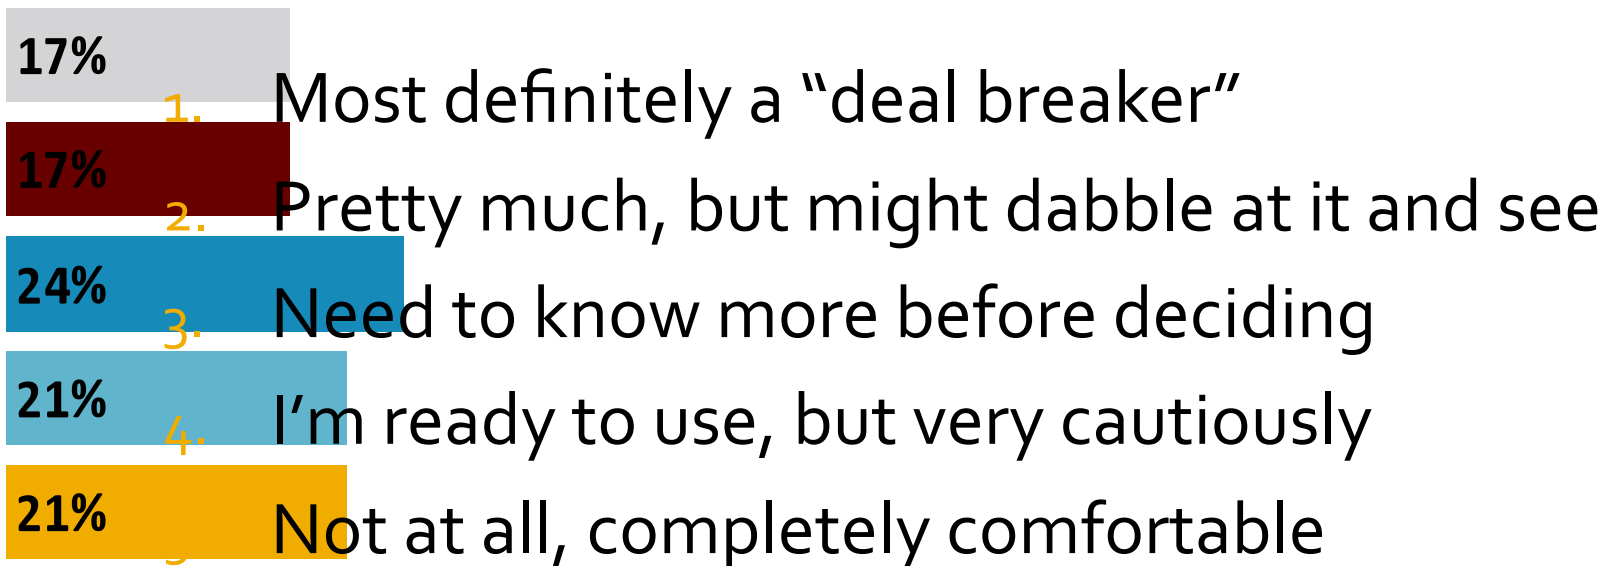 17%
1. Most definitely a “deal breaker”
17%
2. Pretty much, but might dabble at it and see
24%
3. Need to know more before deciding
21%
4. I’m ready to use, but very cautiously
21%
Not at all, completely comfortable